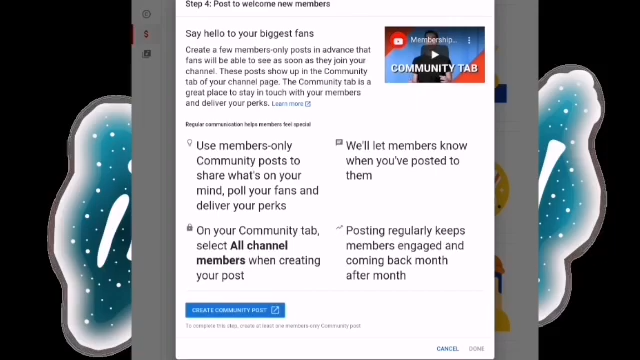 Step 4: Post to welcome new members
Say hello to your biggest fans
Create a few members-only posts in advance that
fans will be able to see as soon as they join your
channel. These posts show up in the Community
tab of your channel page. The Community tab is a
great place to stay in touch with your members
and deliver your perks. Learn more
Membership...
COMMUNITY TAB
Regular communication helps members feel special
Use members-only
Community posts to
share what's on your
mind, poll your fans and
deliver your perks
We'll let members know
when you've posted to
them
On your Community tab,
select All channel
members when creating
your post
Posting regularly keeps
members engaged and
coming back month
after month
CREATE COMMUNITY POST
To complete this step, create at least one members-only Community post
CANCEL
DONE